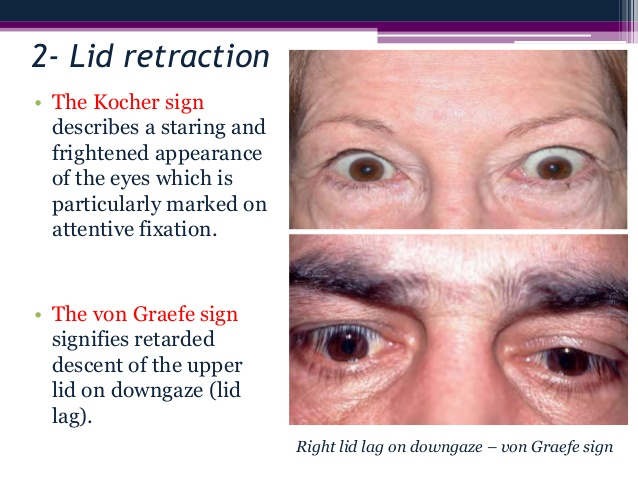 2- Lid retraction
• The Kocher sign
describes a staring and
frightened appearance
of the eyes which is
particularly marked on
attentive fixation.
• The von Graefe sign
signifies retarded
descent of the upper
lid on downgaze (lid
lag).
Right lid lag on downgaze – von Graefe sign